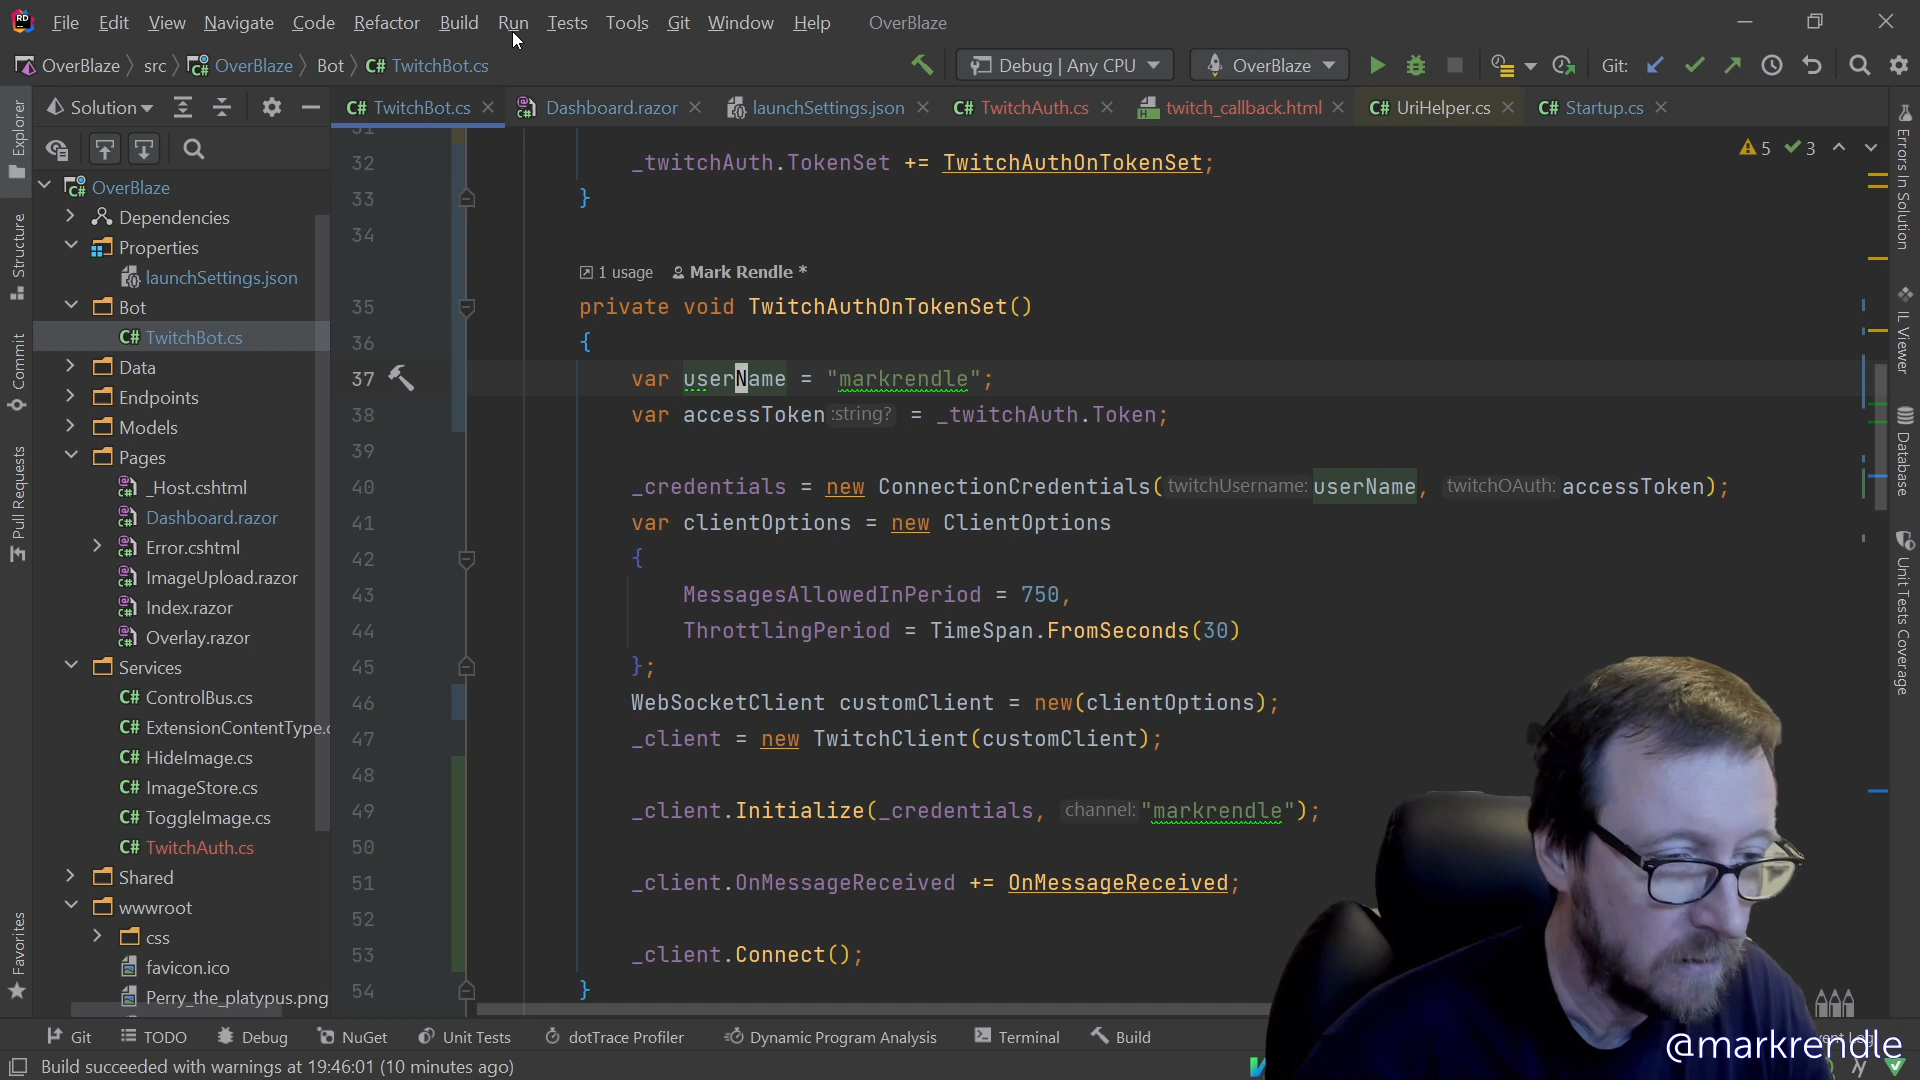 File Edit View Navigate Code Refactor Build Run Tests Tools Git Window Help OverBlaze
OverBlaze src OverBlaze Bot C# TwitchBot.cs Debug | Any CPU OverBlaze Git:
Solution C# TwitchBot.cs Dashboard.razor launchSettings.json C# TwitchAuth.cs twitch_callback.html C# UriHelper.cs C# Startup.cs
5 3
Explorer
Structure
Commit
Pull Requests
Favorites
OverBlaze
Dependencies
Properties
launchSettings.json
Bot
C# TwitchBot.cs
Data
Endpoints
Models
Pages
_Host.cshtml
Dashboard.razor
Error.cshtml
ImageUpload.razor
Index.razor
Overlay.razor
Services
C# ControlBus.cs
C# ExtensionContentType.
C# HideImage.cs
C# ImageStore.cs
C# ToggleImage.cs
C# TwitchAuth.cs
Shared
wwwroot
css
favicon.ico
Perry_the_platypus.png
31
32 _twitchAuth.TokenSet += TwitchAuthOnTokenSet;
33 }
34
1 usage Mark Rendle *
35 private void TwitchAuthOnTokenSet()
36 {
37 var userName = "markrendle";
38 var accessToken :string? = _twitchAuth.Token;
39
40 _credentials = new ConnectionCredentials( twitchUsername: userName, twitchOAuth: accessToken);
41 var clientOptions = new ClientOptions
42 {
43 MessagesAllowedInPeriod = 750,
44 ThrottlingPeriod = TimeSpan.FromSeconds(30)
45 };
46 WebSocketClient customClient = new(clientOptions);
47 _client = new TwitchClient(customClient);
48
49 _client.Initialize(_credentials, channel: "markrendle");
50
51 _client.OnMessageReceived += OnMessageReceived;
52
53 _client.Connect();
54 }
Errors In Solution
IL Viewer
Database
Unit Tests Coverage
Git TODO Debug NuGet Unit Tests dotTrace Profiler Dynamic Program Analysis Terminal Build
@markrendle
Build succeeded with warnings at 19:46:01 (10 minutes ago)